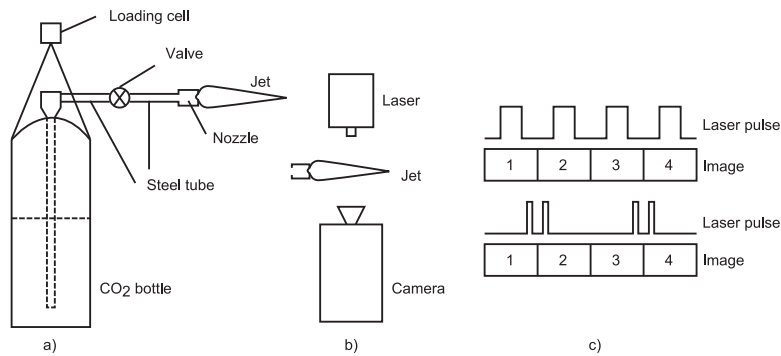 Loading cell
Valve
Jet
Nozzle
Steel tube
CO2 bottle
a)
Laser
Jet
Camera
b)
Laser pulse
1 2 3 4 Image
Laser pulse
1 2 3 4 Image
c)